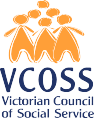 VCOSS
Victorian Council
of Social Service